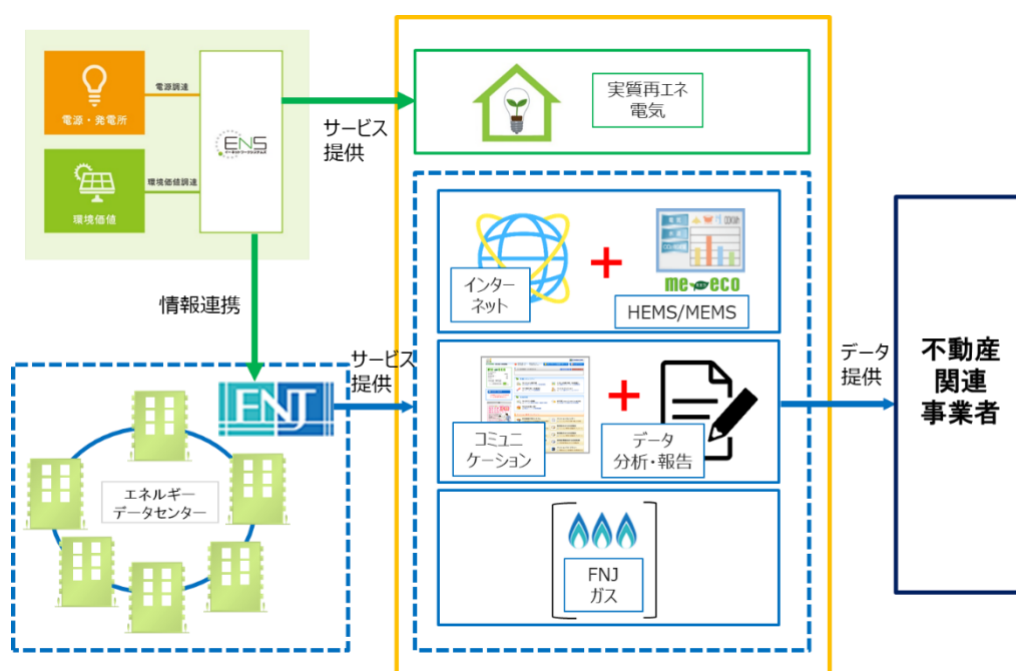 電源調達
電源・発電所
ENS
環境価値調達
環境価値
サービス
提供
実質再エネ
電気
情報連携
インター
ネット
me eco
HEMS/MEMS
サービス
提供
FNJ
エネルギー
データセンター
コミュニ
ケーション
データ
分析・報告
データ
提供
不動産
関連
事業者
FNJ
ガス